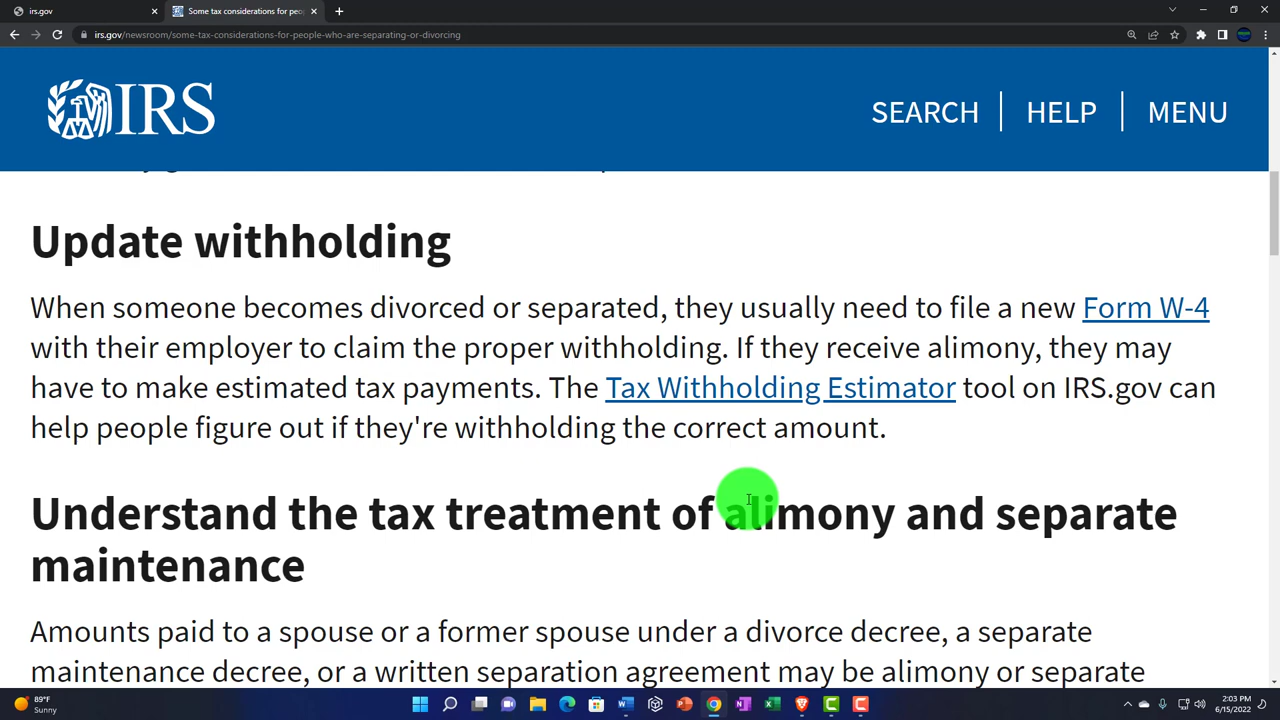 irs.gov
Some tax considerations for peop
irs.gov/newsroom/some-tax-considerations-for-people-who-are-separating-or-divorcing
IRS
SEARCH
HELP
MENU
Update withholding
When someone becomes divorced or separated, they usually need to file a new Form W-4
with their employer to claim the proper withholding. If they receive alimony, they may
have to make estimated tax payments. The Tax Withholding Estimator tool on IRS.gov can
help people figure out if they're withholding the correct amount.
Understand the tax treatment of alimony and separate
maintenance
Amounts paid to a spouse or a former spouse under a divorce decree, a separate
maintenance decree, or a written separation agreement may be alimony or separate
89°F
Sunny
2:03 PM
6/15/2022